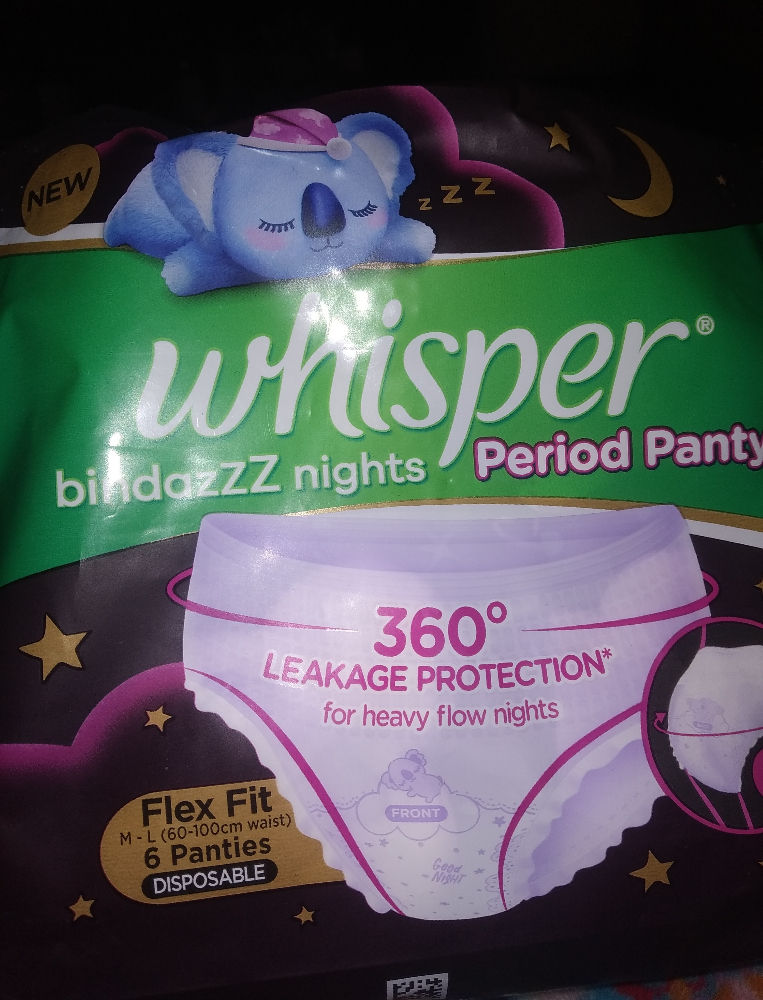 NEW
z z z
whisper®
bindazzZ nights
Period Panty
360°
LEAKAGE PROTECTION*
for heavy flow nights
FRONT
Good
NIGHT
Flex Fit
M - L (60-100cm waist)
6 Panties
DISPOSABLE